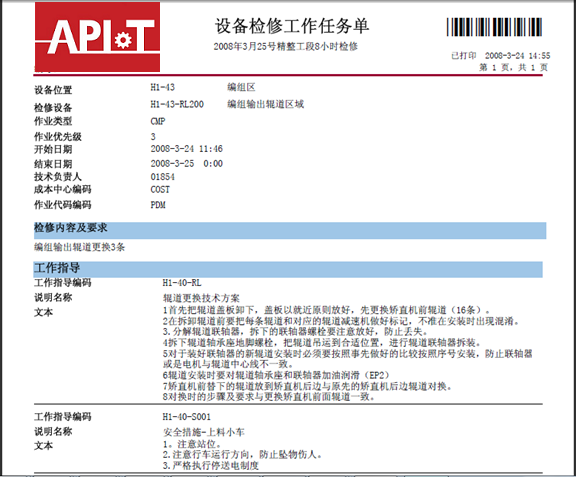 APIoT
设备检修工作任务单
2008年3月25号精整工段8小时检修
已打印 2008-3-24 14:55
第 1 页, 共 1 页
设备位置 H1-43 编组区
检修设备 H1-43-RL200 编组输出辊道区域
作业类型 CMP
作业优先级 3
开始日期 2008-3-24 11:46
结束日期 2008-3-25 0:00
技术负责人 01854
成本中心编码 COST
作业代码编码 PDM
检修内容及要求
编组输出辊道更换3条
工作指导
工作指导编码 H1-40-RL
说明名称 辊道更换技术方案
文本 1首先把辊道盖板卸下，盖板以就近原则放好，先更换矫直机前辊道（16条）。
2在拆卸辊道前要把每条辊道和对应的辊道减速机做好标记，不准在安装时出现混淆。
3.分解辊道联轴器，拆下的联轴器螺栓要注意放好，防止丢失。
4拆下辊道轴承座地脚螺栓，把辊道吊运到合适位置，进行辊道联轴器拆装。
5对于装好联轴器的新辊道安装时必须要按照事先做好的比较按照序号安装，防止联轴器
或是电机与辊道中心线不一致。
6辊道安装时要对辊道轴承座和联轴器加油润滑（EP2）
7矫直机前替下的辊道放到矫直机后边与原先的矫直机后边辊道对换。
8对换时的步骤及要求与更换矫直机前面辊道一致。
工作指导编码 H1-40-S001
说明名称 安全措施-上料小车
文本 1。注意站位。
2.注意行车运行方向，防止坠物伤人。
3.严格执行停送电制度